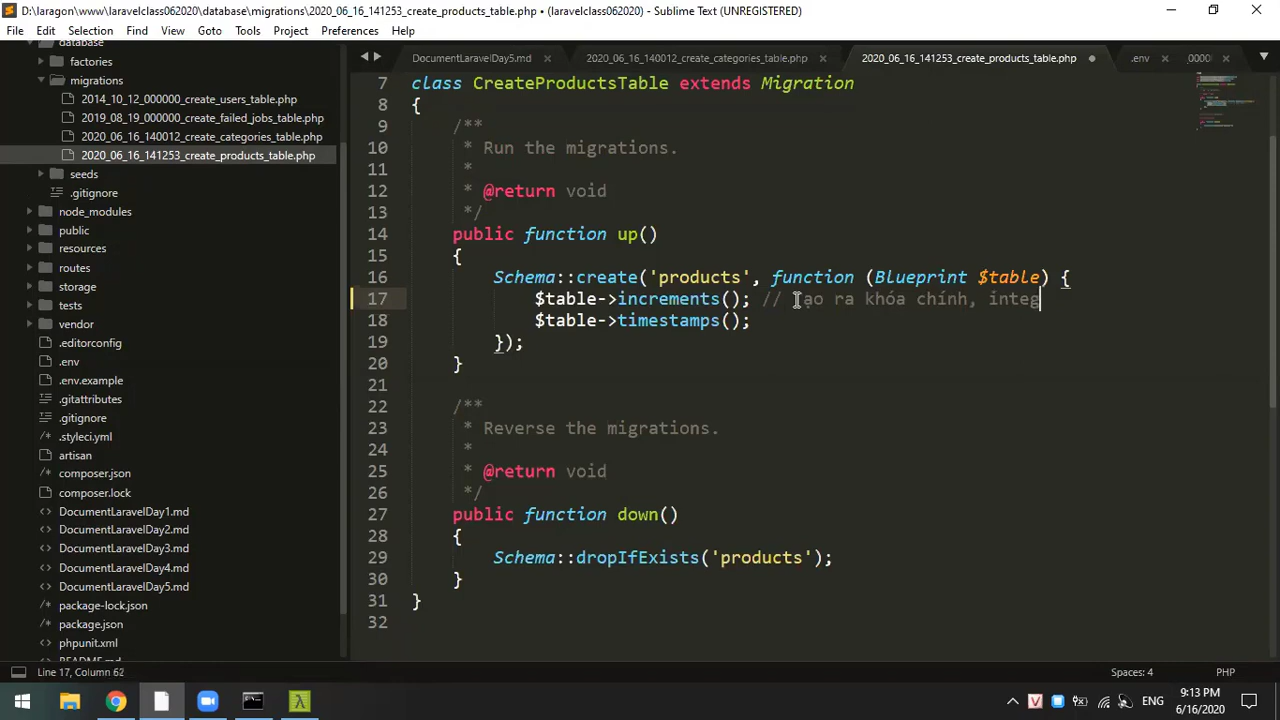 D:\laragon\www\laravelclass062020\database\migrations\2020_06_16_141253_create_products_table.php • (laravelclass062020) - Sublime Text (UNREGISTERED)
File Edit Selection Find View Goto Tools Project Preferences Help
DocumentLaravelDay5.md 2020_06_16_140012_create_categories_table.php 2020_06_16_141253_create_products_table.php .env _0000
database
factories
migrations
2014_10_12_000000_create_users_table.php
2019_08_19_000000_create_failed_jobs_table.php
2020_06_16_140012_create_categories_table.php
2020_06_16_141253_create_products_table.php
seeds
.gitignore
node_modules
public
resources
routes
storage
tests
vendor
.editorconfig
.env
.env.example
.gitattributes
.gitignore
.styleci.yml
artisan
composer.json
composer.lock
DocumentLaravelDay1.md
DocumentLaravelDay2.md
DocumentLaravelDay3.md
DocumentLaravelDay4.md
DocumentLaravelDay5.md
package-lock.json
package.json
phpunit.xml
README.md
7 class CreateProductsTable extends Migration
8 {
9 /**
10 * Run the migrations.
11 *
12 * @return void
13 */
14 public function up()
15 {
16 Schema::create('products', function (Blueprint $table) {
17 $table->increments(); // tạo ra khóa chính, integ
18 $table->timestamps();
19 });
20 }
21
22 /**
23 * Reverse the migrations.
24 *
25 * @return void
26 */
27 public function down()
28 {
29 Schema::dropIfExists('products');
30 }
31 }
32
Line 17, Column 62 Spaces: 4 PHP
ENG 9:13 PM
6/16/2020